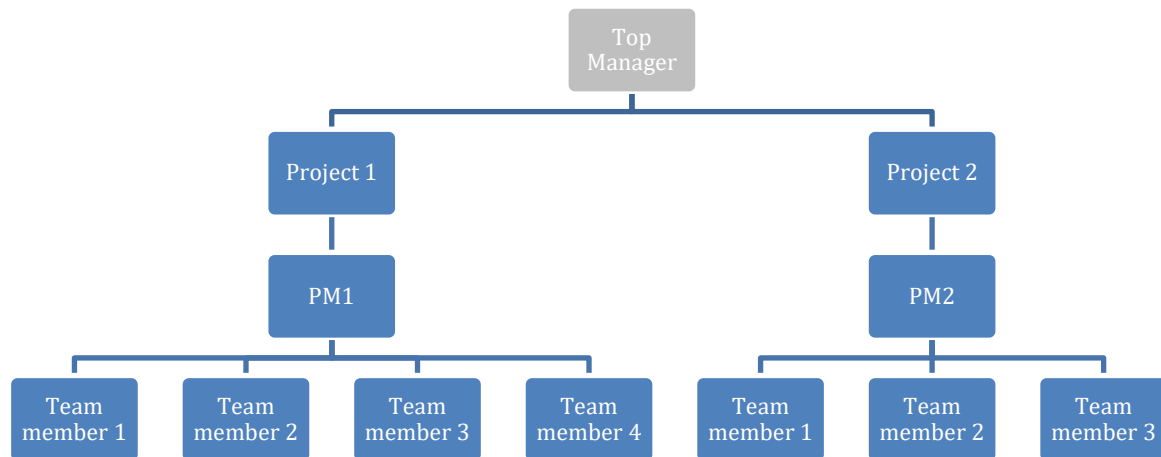 Top
Manager
Project 1
Project 2
PM1
PM2
Team
member 1
Team
member 2
Team
member 3
Team
member 4
Team
member 1
Team
member 2
Team
member 3